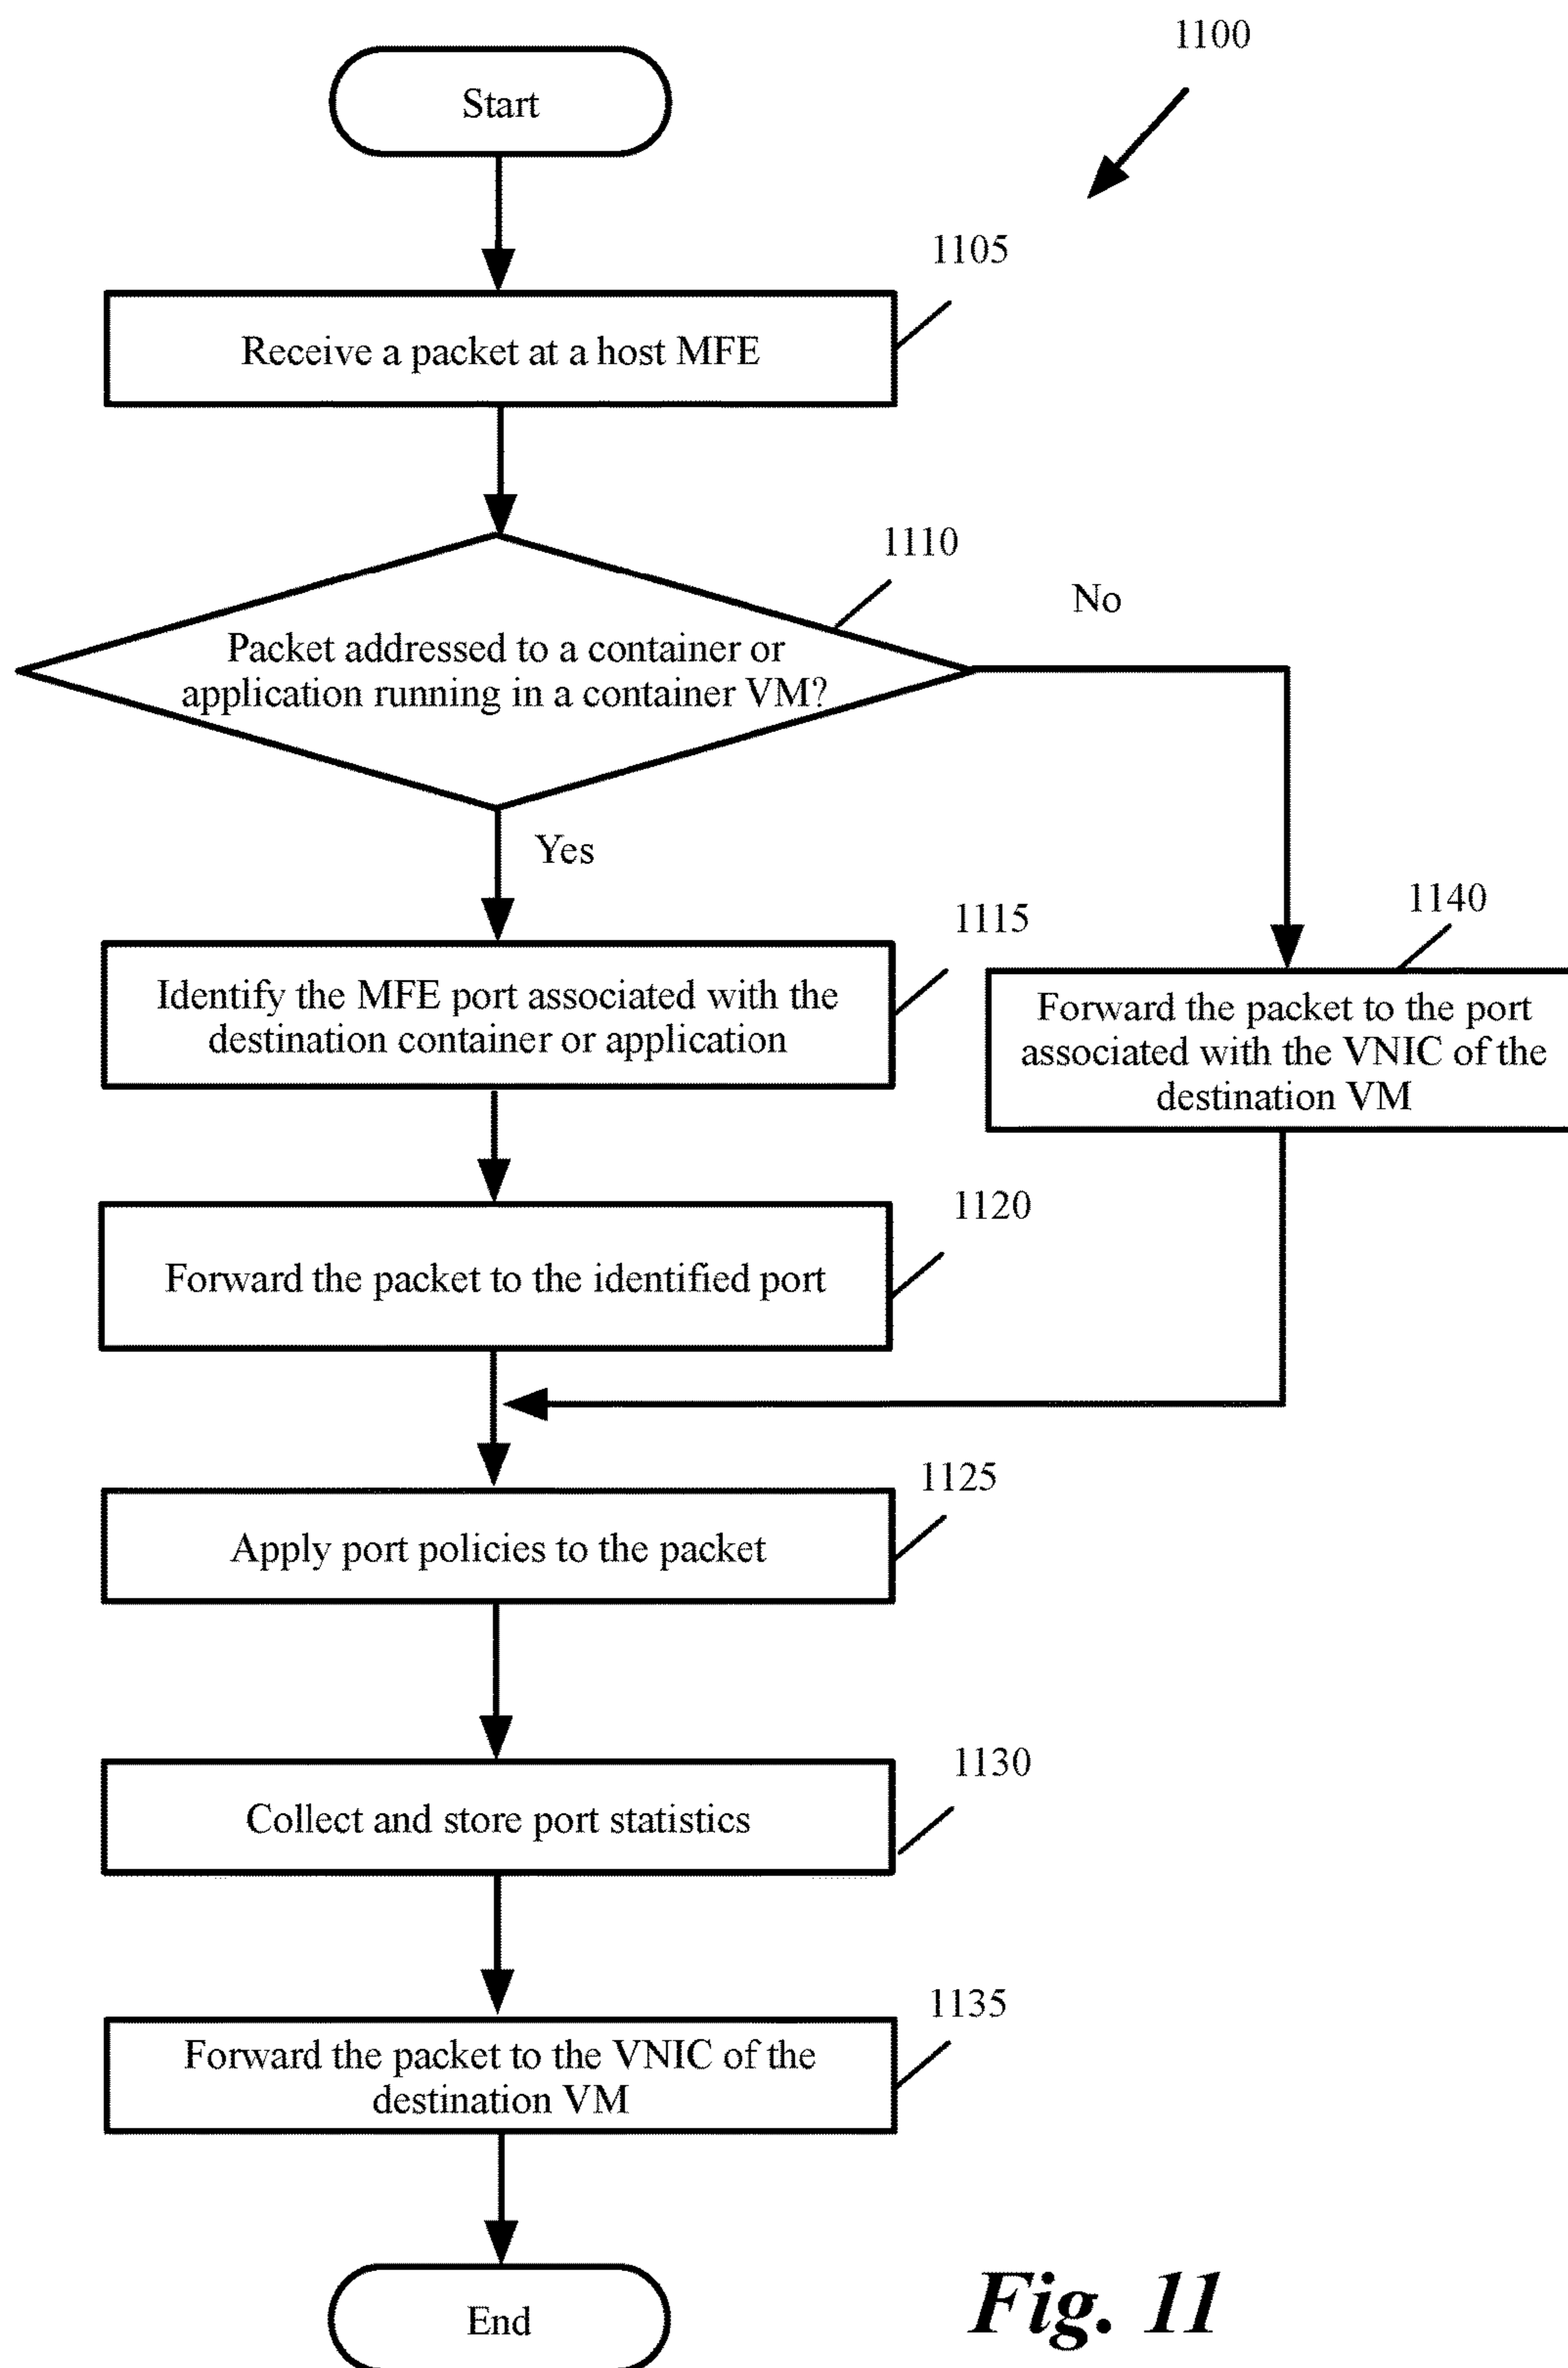 1100
Start
1105
Receive a packet at a host MFE
1110
No
Packet addressed to a container or
application running in a container VM?
Yes
1115
Identify the MFE port associated with the
destination container or application
1140
Forward the packet to the port
associated with the VNIC of the
destination VM
1120
Forward the packet to the identified port
1125
Apply port policies to the packet
1130
Collect and store port statistics
1135
Forward the packet to the VNIC of the
destination VM
End
Fig. 11